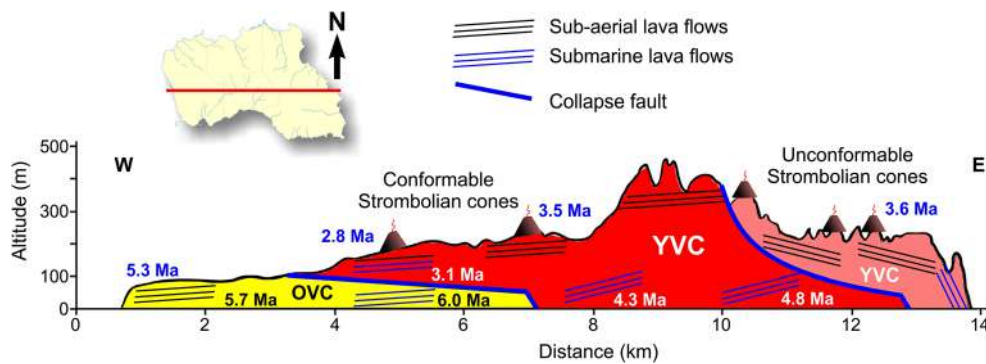 N
Sub-aerial lava flows
Submarine lava flows
Collapse fault
500
W
Unconformable
Strombolian cones
E
Conformable
Strombolian cones
Altitude (m)
300
2.8 Ma
3.5 Ma
3.6 Ma
YVC
5.3 Ma
3.1 Ma
YVC
100
OVC
5.7 Ma
6.0 Ma
4.3 Ma
4.8 Ma
0
0 2 4 6 8 10 12 14
Distance (km)